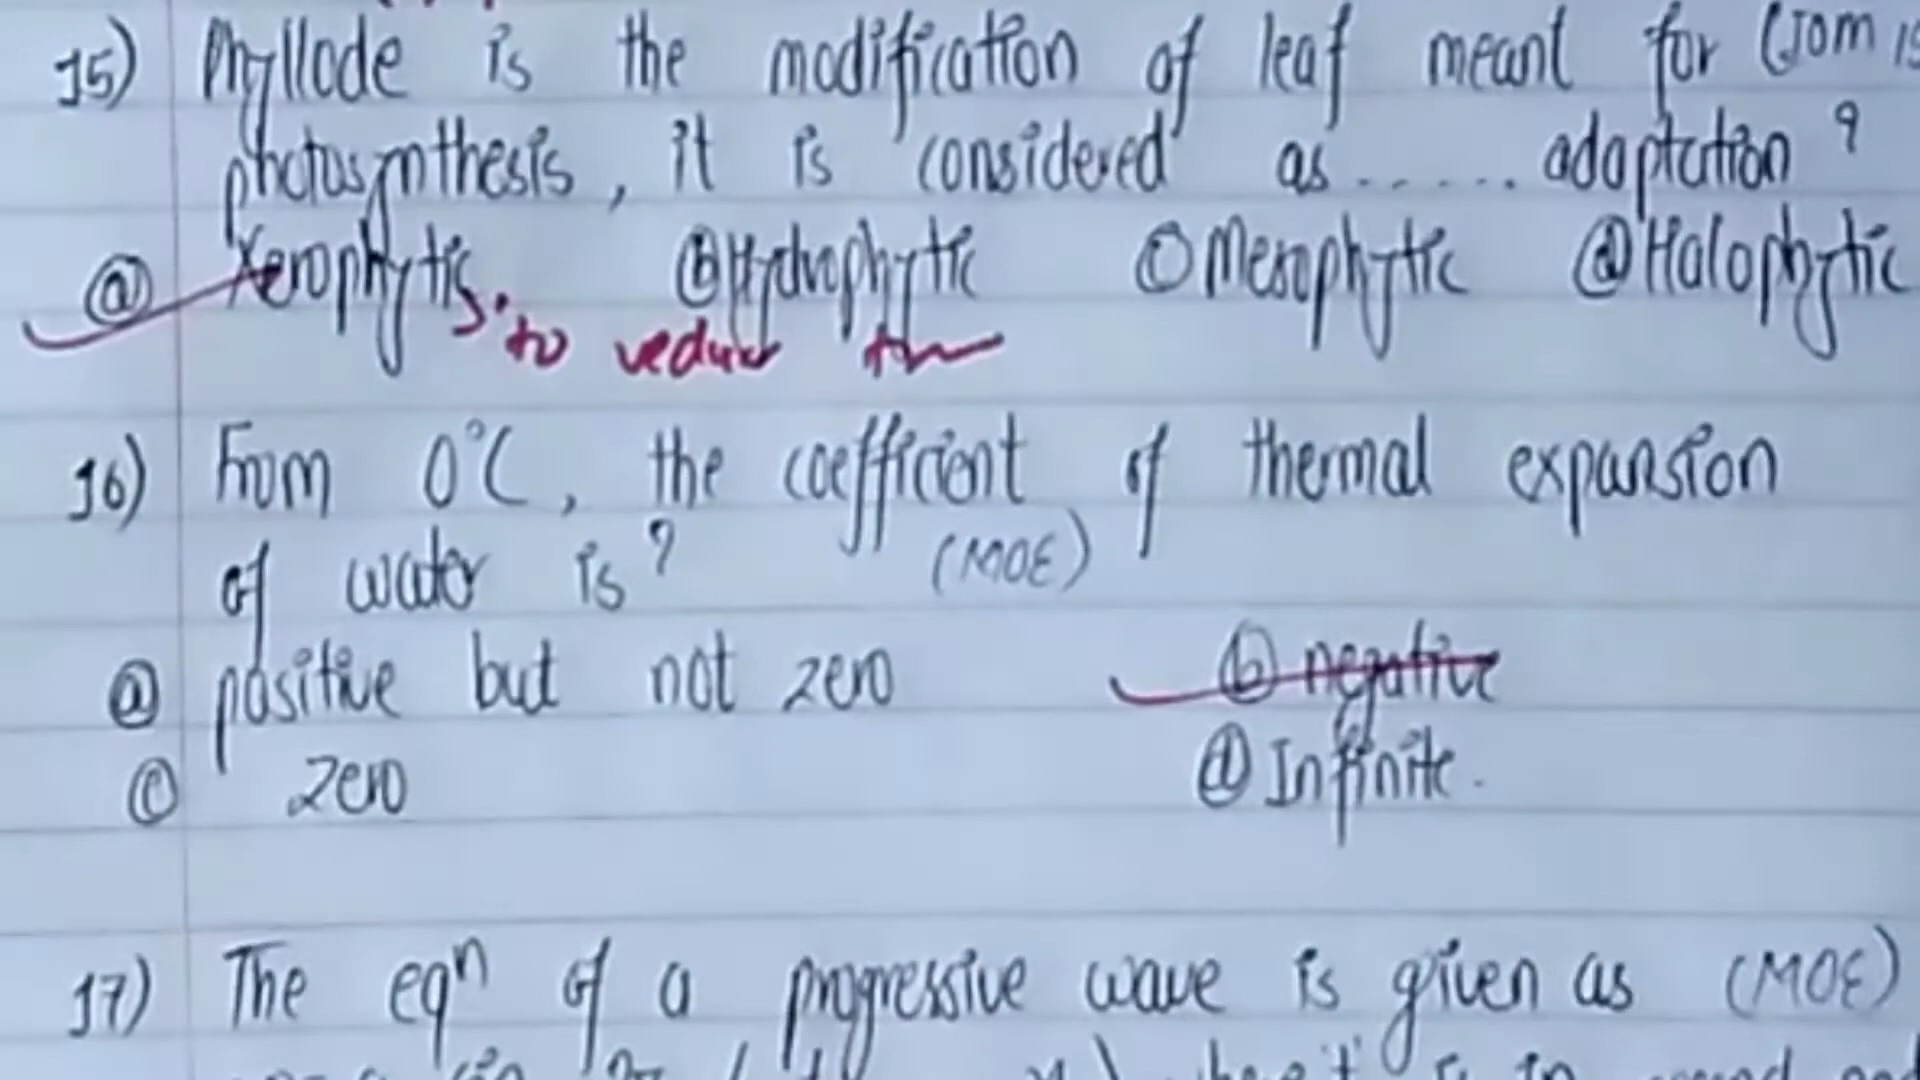 15) Phyllode is the modification of leaf meant for (IOM 15
photosynthesis, it is considered as ...... adaptation ?
ⓐ Xerophytic ⓑ Hydrophytic ⓒ Mesophytic ⓓ Halophytic
to reduce
16) From 0°C, the coefficient of thermal expansion
of water is ? (MOE)
ⓐ positive but not zero ⓑ negative
ⓒ zero ⓓ Infinite.
17) The eqn of a progressive wave is given as (MOE)